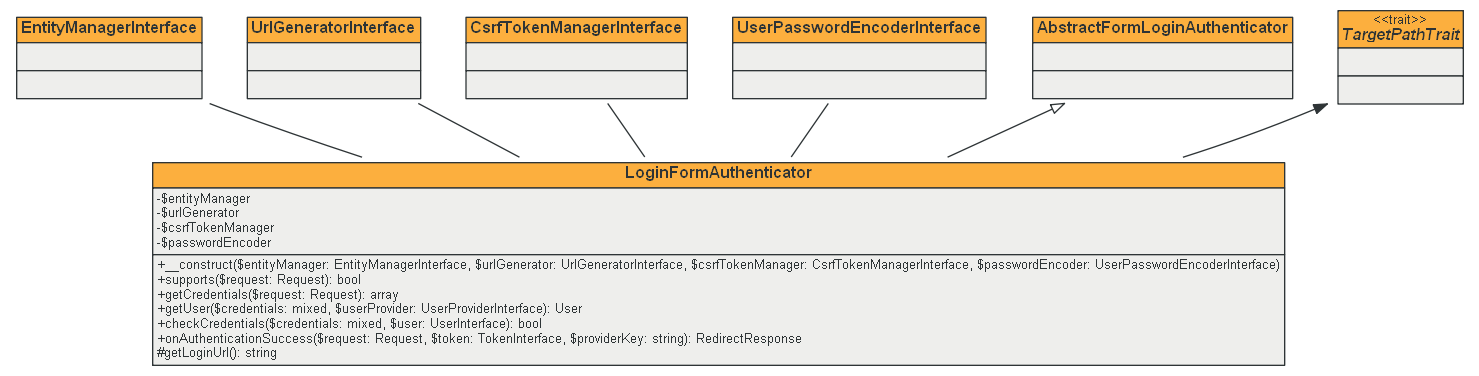 EntityManagerInterface
UrlGeneratorInterface
CsrfTokenManagerInterface
UserPasswordEncoderInterface
AbstractFormLoginAuthenticator
<<trait>>
TargetPathTrait
LoginFormAuthenticator
-$entityManager
-$urlGenerator
-$csrfTokenManager
-$passwordEncoder
+__construct($entityManager: EntityManagerInterface, $urlGenerator: UrlGeneratorInterface, $csrfTokenManager: CsrfTokenManagerInterface, $passwordEncoder: UserPasswordEncoderInterface)
+supports($request: Request): bool
+getCredentials($request: Request): array
+getUser($credentials: mixed, $userProvider: UserProviderInterface): User
+checkCredentials($credentials: mixed, $user: UserInterface): bool
+onAuthenticationSuccess($request: Request, $token: TokenInterface, $providerKey: string): RedirectResponse
#getLoginUrl(): string